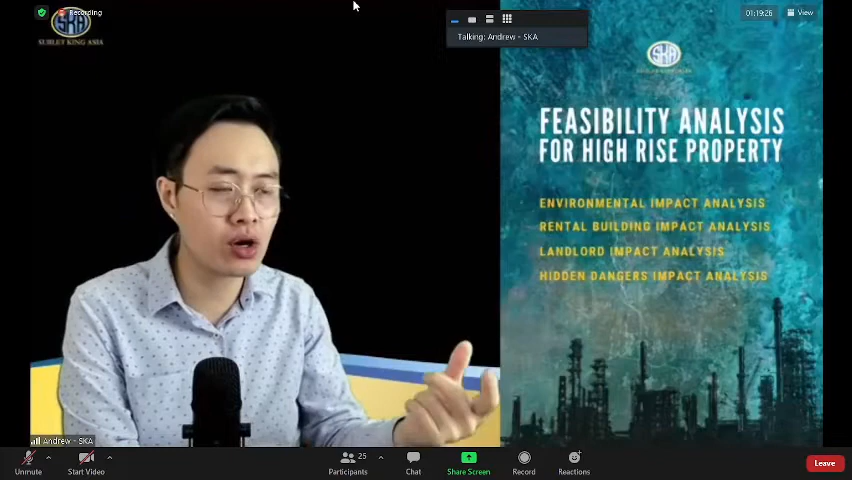 Recording
SKA
SUBLET KING ASIA
Talking: Andrew - SKA
01:19:26
View
SKA
FEASIBILITY ANALYSIS
FOR HIGH RISE PROPERTY
ENVIRONMENTAL IMPACT ANALYSIS
RENTAL BUILDING IMPACT ANALYSIS
LANDLORD IMPACT ANALYSIS
HIDDEN DANGERS IMPACT ANALYSIS
Andrew - SKA
Unmute
Start Video
25
Participants
Chat
Share Screen
Record
Reactions
Leave